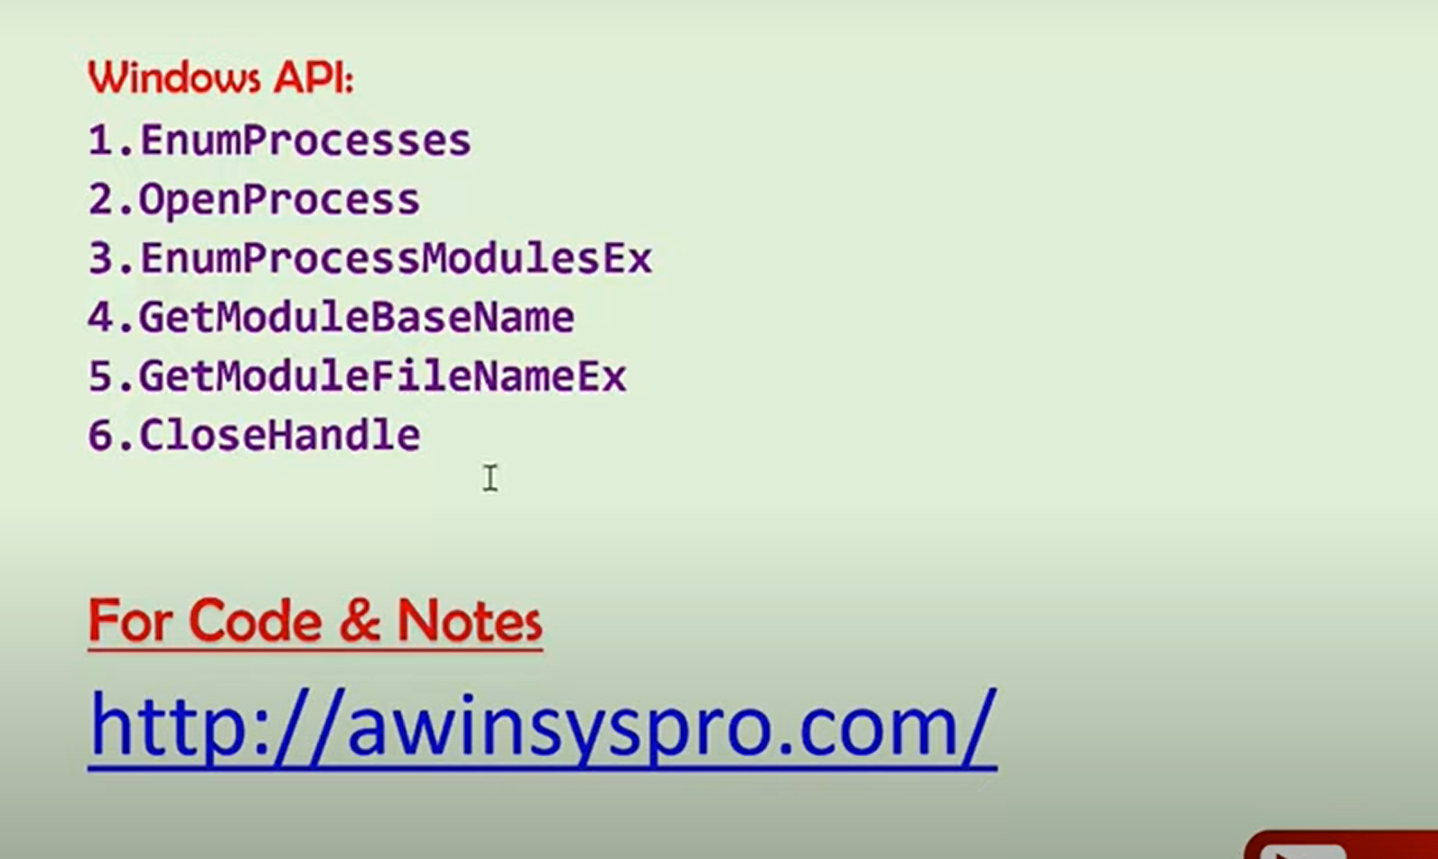 Windows API:
1.EnumProcesses
2.OpenProcess
3.EnumProcessModulesEx
4.GetModuleBaseName
5.GetModuleFileNameEx
6.CloseHandle
For Code & Notes
http://awinsyspro.com/